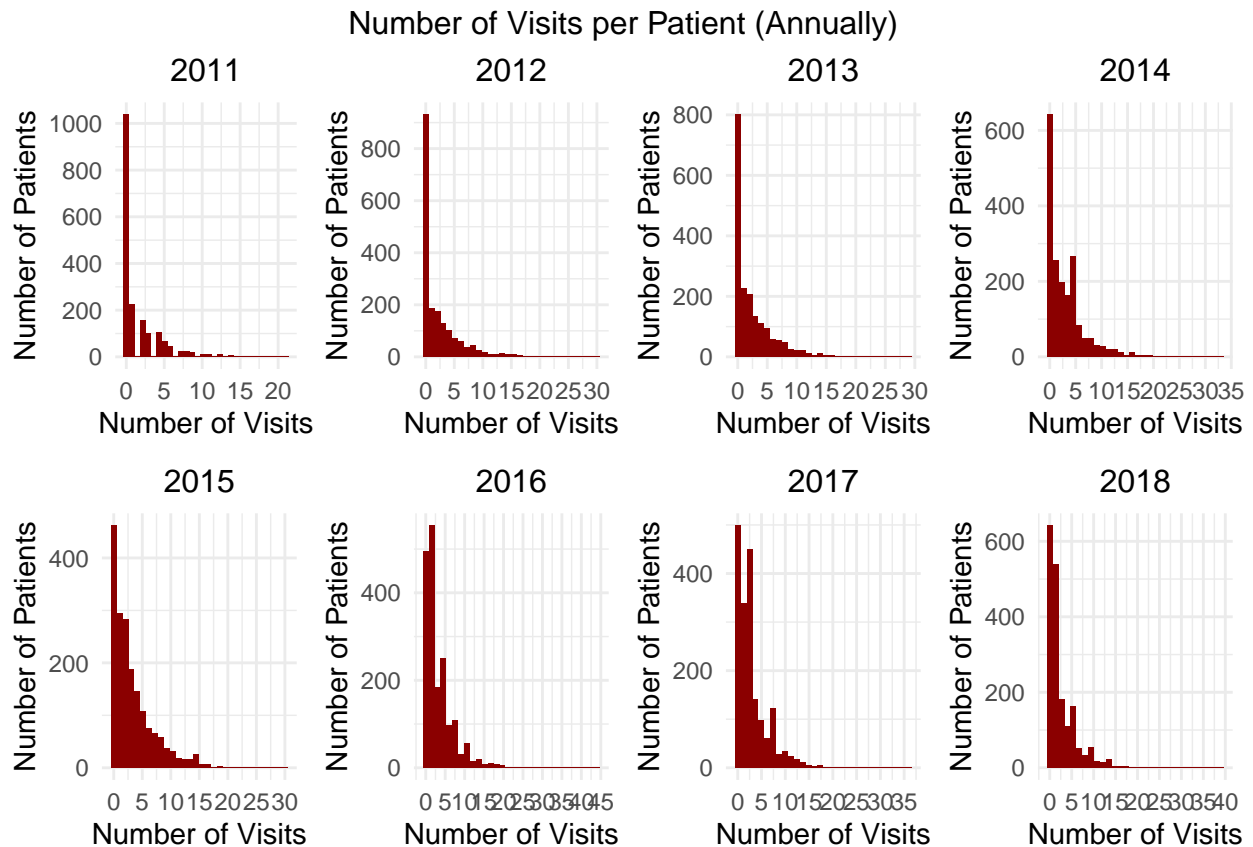 Number of Visits per Patient (Annually)
2011
Number of Patients
1000
800
600
400
200
0
0 5 10 15 20
Number of Visits
2012
Number of Patients
800
600
400
200
0
0 5 10 15 20 25 30
Number of Visits
2013
Number of Patients
800
600
400
200
0
0 5 10 15 20 25 30
Number of Visits
2014
Number of Patients
600
400
200
0
0 5 10 15 20 25 30 35
Number of Visits
2015
Number of Patients
400
200
0
0 5 10 15 20 25 30
Number of Visits
2016
Number of Patients
400
200
0
0 5 10 15 20 25 30 35 40 45
Number of Visits
2017
Number of Patients
400
200
0
0 5 10 15 20 25 30 35
Number of Visits
2018
Number of Patients
600
400
200
0
0 5 10 15 20 25 30 35 40
Number of Visits